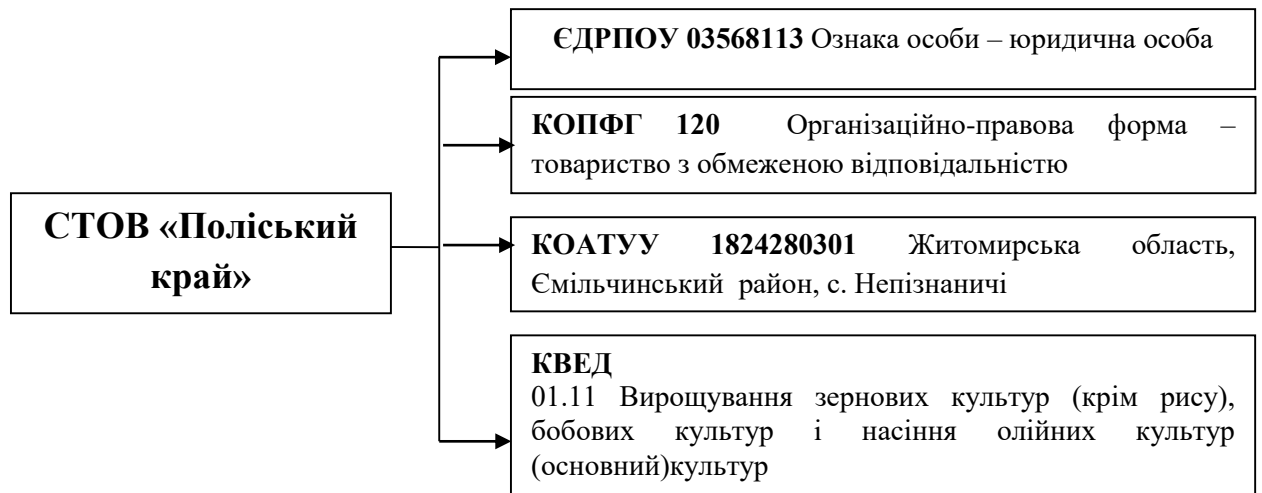 СТОВ «Поліський
край»
ЄДРПОУ 03568113 Ознака особи – юридична особа
КОПФГ 120 Організаційно-правова форма –
товариство з обмеженою відповідальністю
КОАТУУ 1824280301 Житомирська область,
Ємільчинський район, с. Непізнаничі
КВЕД
01.11 Вирощування зернових культур (крім рису),
бобових культур і насіння олійних культур
(основний)культур